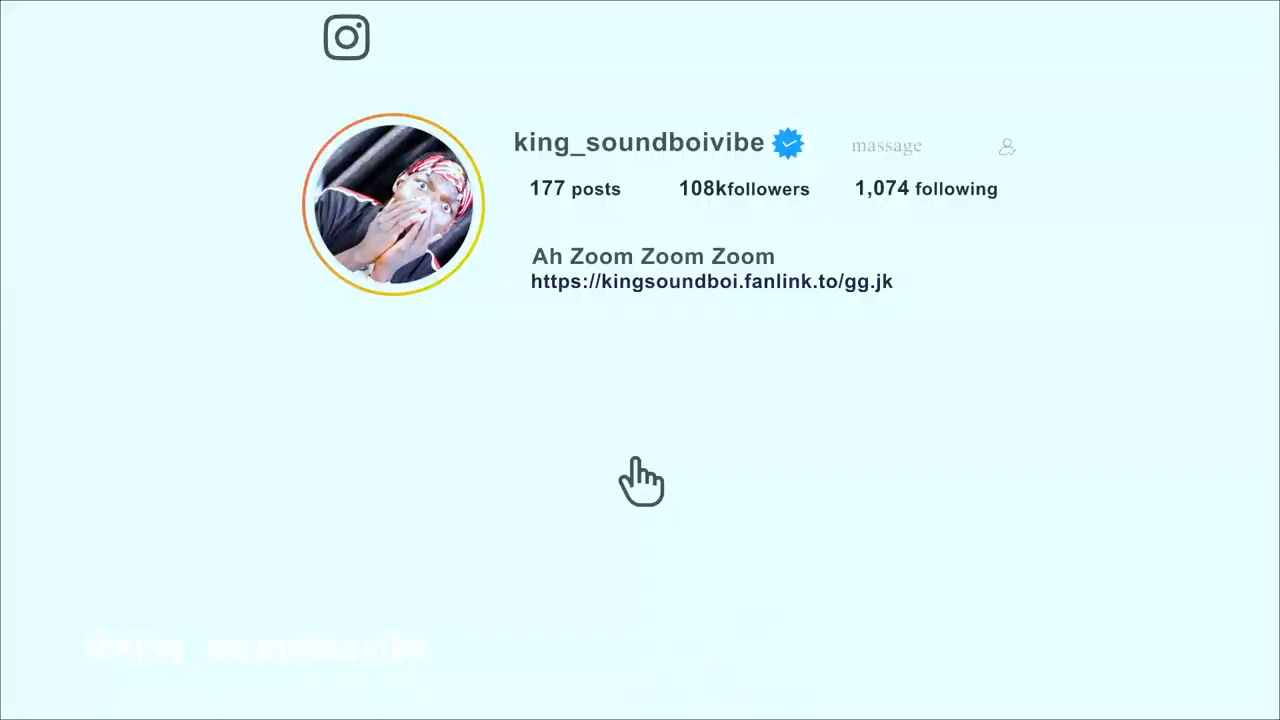 king_soundboivibe
massage
177 posts 108kfollowers 1,074 following
Ah Zoom Zoom Zoom
https://kingsoundboi.fanlink.to/gg.jk